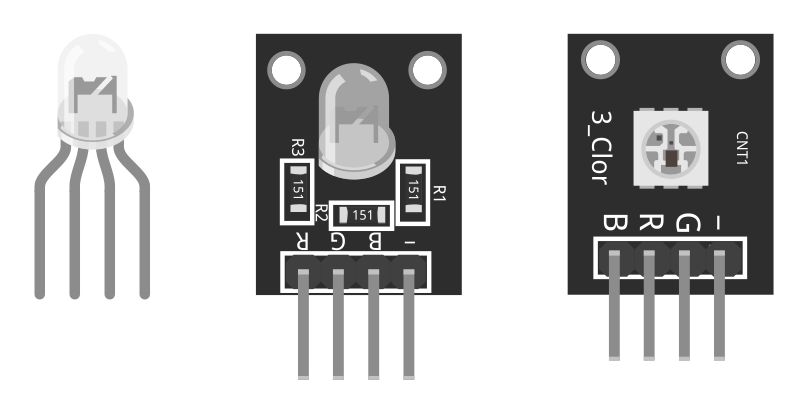 R3
151
R2
151
151
R1
R G B -
3_Clor
CNT1
B R G -